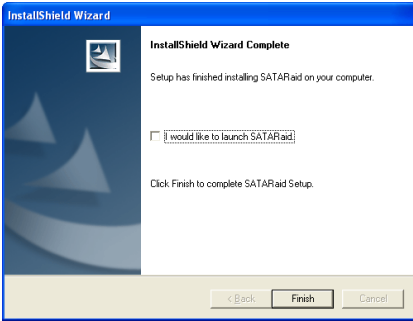 InstallShield Wizard
InstallShield Wizard Complete
Setup has finished installing SATARaid on your computer.
I would like to launch SATARaid.
Click Finish to complete SATARaid Setup.
< Back
Finish
Cancel